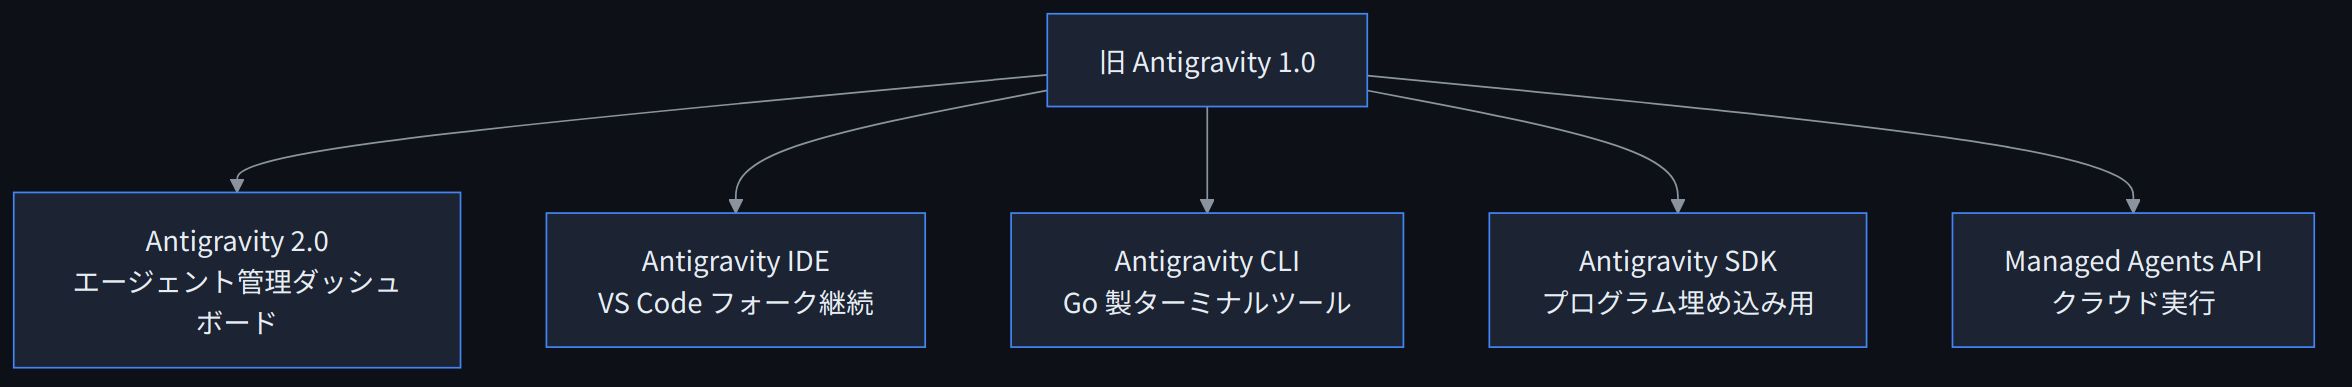 旧 Antigravity 1.0
Antigravity 2.0
エージェント管理ダッシュ
ボード
Antigravity IDE
VS Code フォーク継続
Antigravity CLI
Go 製ターミナルツール
Antigravity SDK
プログラム埋め込み用
Managed Agents API
クラウド実行